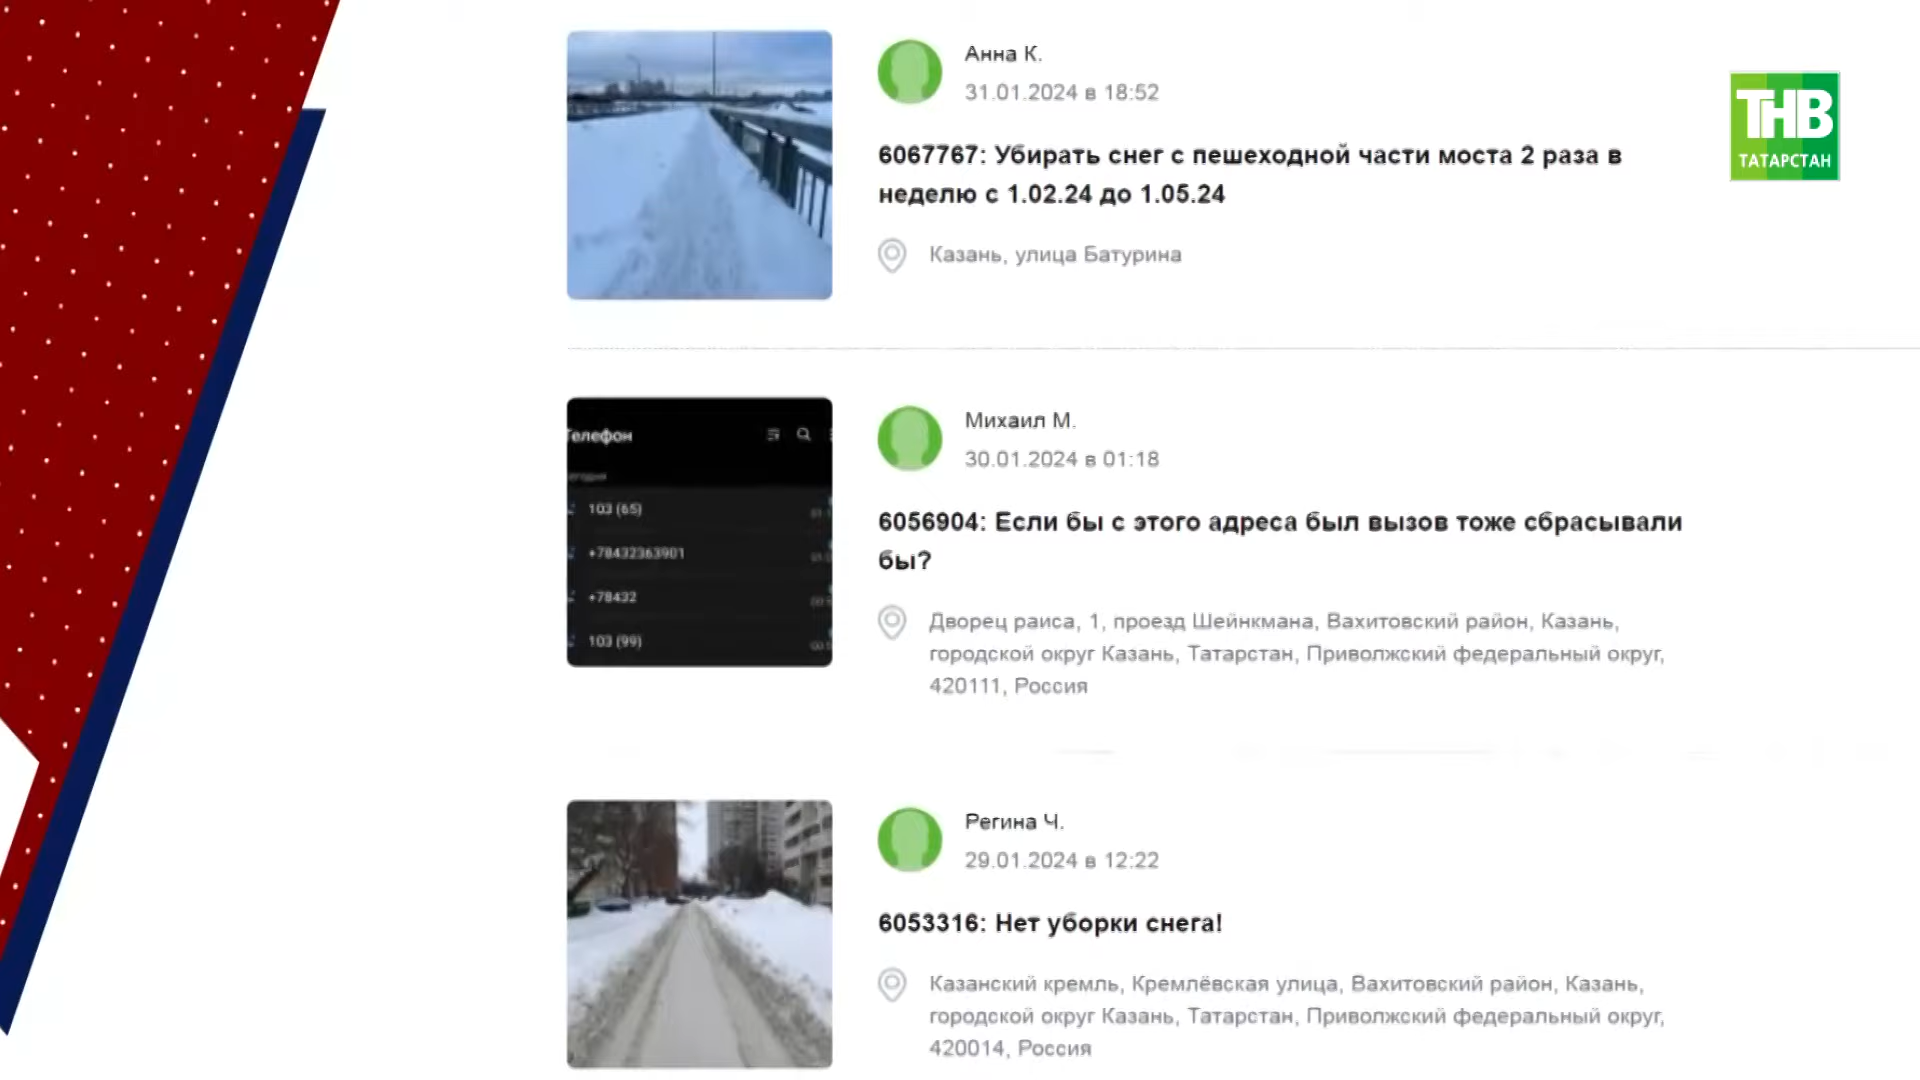 Анна К.
31.01.2024 в 18:52
6067767: Убирать снег с пешеходной части моста 2 раза в
неделю с 1.02.24 до 1.05.24
Казань, улица Батурина
ТНВ
ТАТАРСТАН
Телефон
103 (65)
+78432363901
+78432
103 (99)
Михаил М.
30.01.2024 в 01:18
6056904: Если бы с этого адреса был вызов тоже сбрасывали
бы?
Дворец раиса, 1, проезд Шейнкмана, Вахитовский район, Казань,
городской округ Казань, Татарстан, Приволжский федеральный округ,
420111, Россия
Регина Ч.
29.01.2024 в 12:22
6053316: Нет уборки снега!
Казанский кремль, Кремлёвская улица, Вахитовский район, Казань,
городской округ Казань, Татарстан, Приволжский федеральный округ,
420014, Россия